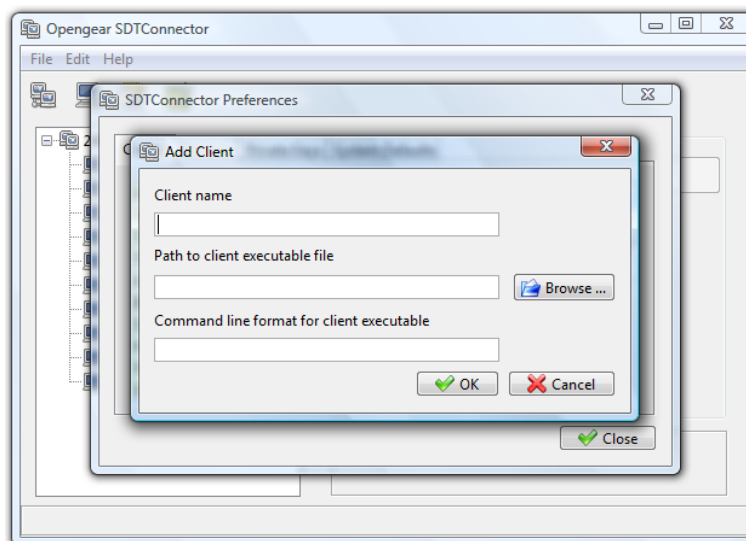 Opengear SDTConnector
File Edit Help
SDTConnector Preferences
2
Add Client
Client name
Path to client executable file
Browse ...
Command line format for client executable
OK
Cancel
Close